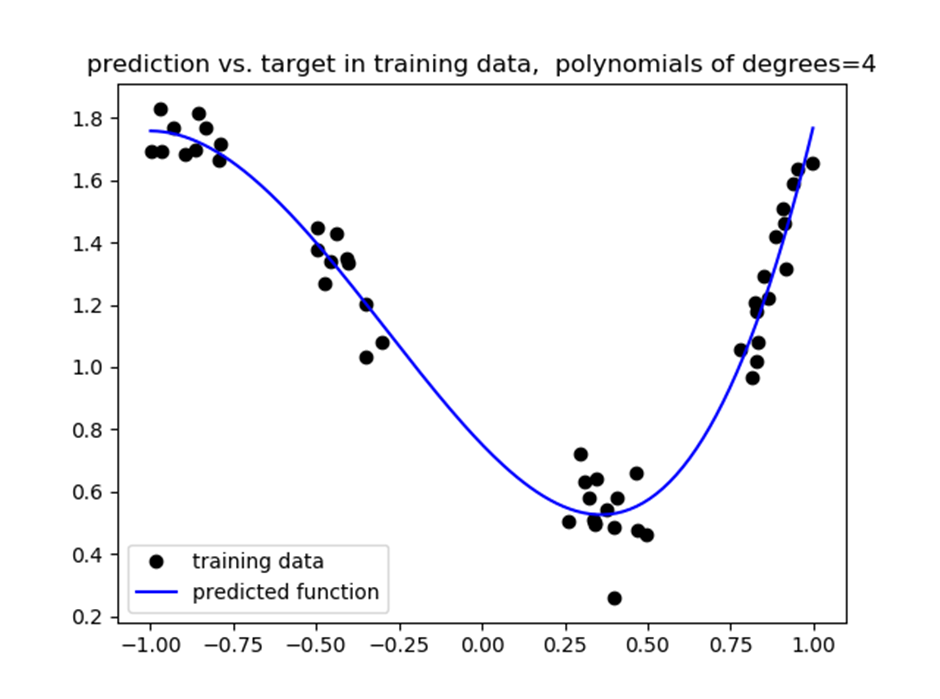 prediction vs. target in training data,  polynomials of degrees=4
1.8
1.6
1.4
1.2
1.0
0.8
0.6
0.4
0.2
training data
predicted function
−1.00 −0.75 −0.50 −0.25 0.00 0.25 0.50 0.75 1.00